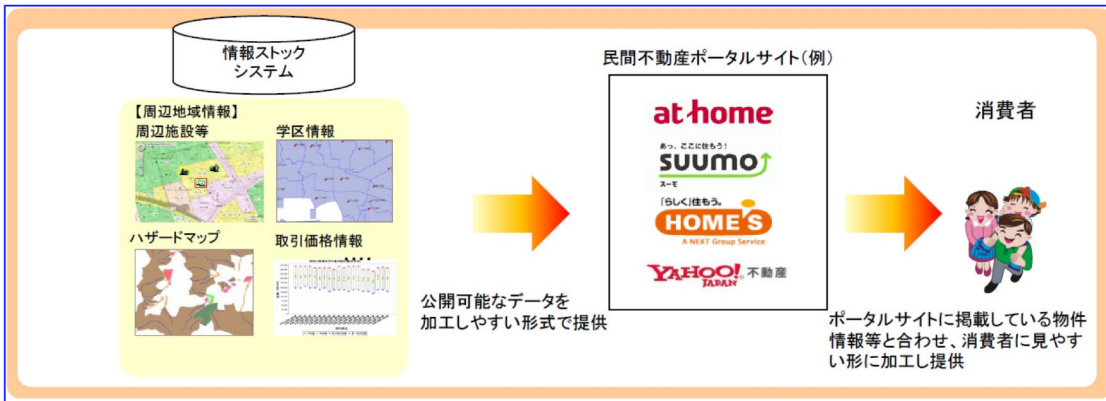 情報ストック
システム
【周辺地域情報】
周辺施設等
学区情報
ハザードマップ
取引価格情報
公開可能なデータを
加工しやすい形式で提供
民間不動産ポータルサイト(例)
at home
あっ、ここに住もう!
SUUMO
スーモ
「らしく」住もう。
HOME'S
A NEXT Group Service
YAHOO! 不動産
JAPAN
消費者
ポータルサイトに掲載している物件
情報等と合わせ、消費者に見やす
い形に加工し提供